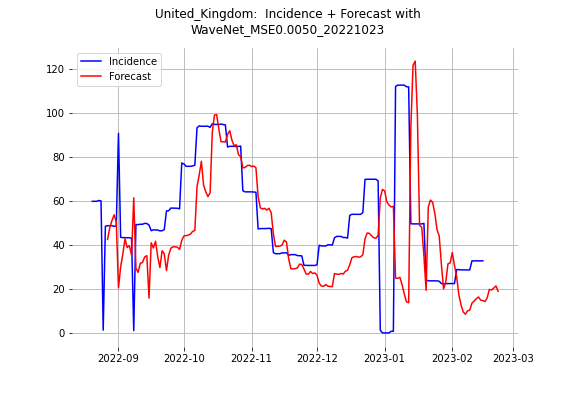 United_Kingdom: Incidence + Forecast with
WaveNet_MSE0.0050_20221023
Incidence
Forecast
120
100
80
60
40
20
0
2022-09 2022-10 2022-11 2022-12 2023-01 2023-02 2023-03